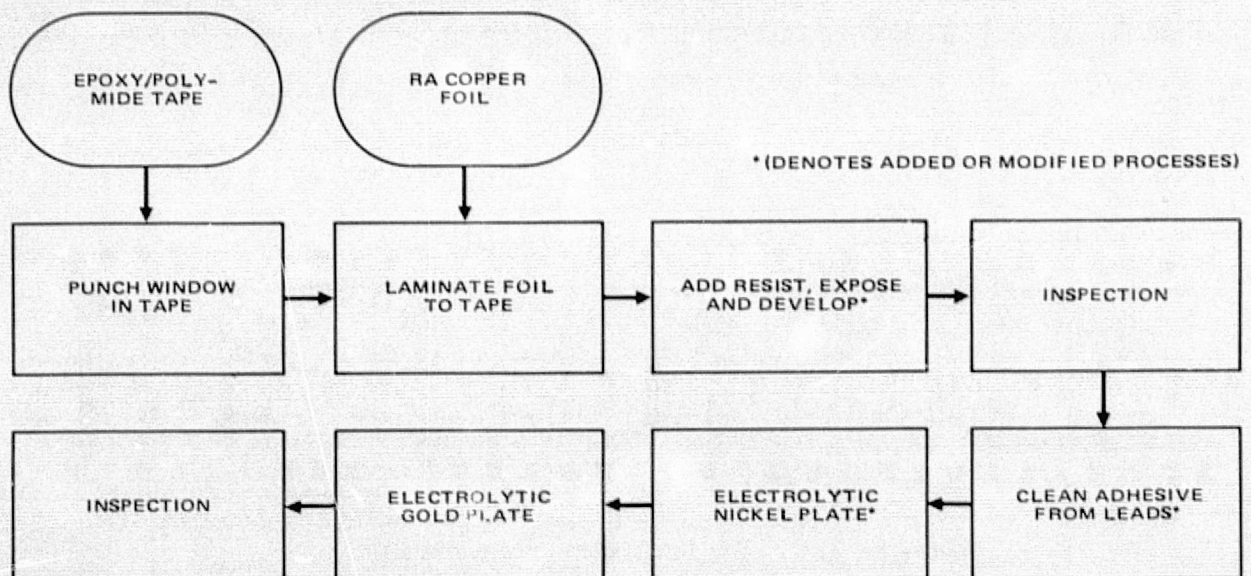 EPOXY/POLY-
MIDE TAPE
RA COPPER
FOIL
*(DENOTES ADDED OR MODIFIED PROCESSES)
PUNCH WINDOW
IN TAPE
LAMINATE FOIL
TO TAPE
ADD RESIST, EXPOSE
AND DEVELOP*
INSPECTION
INSPECTION
ELECTROLYTIC
GOLD PLATE
ELECTROLYTIC
NICKEL PLATE*
CLEAN ADHESIVE
FROM LEADS*